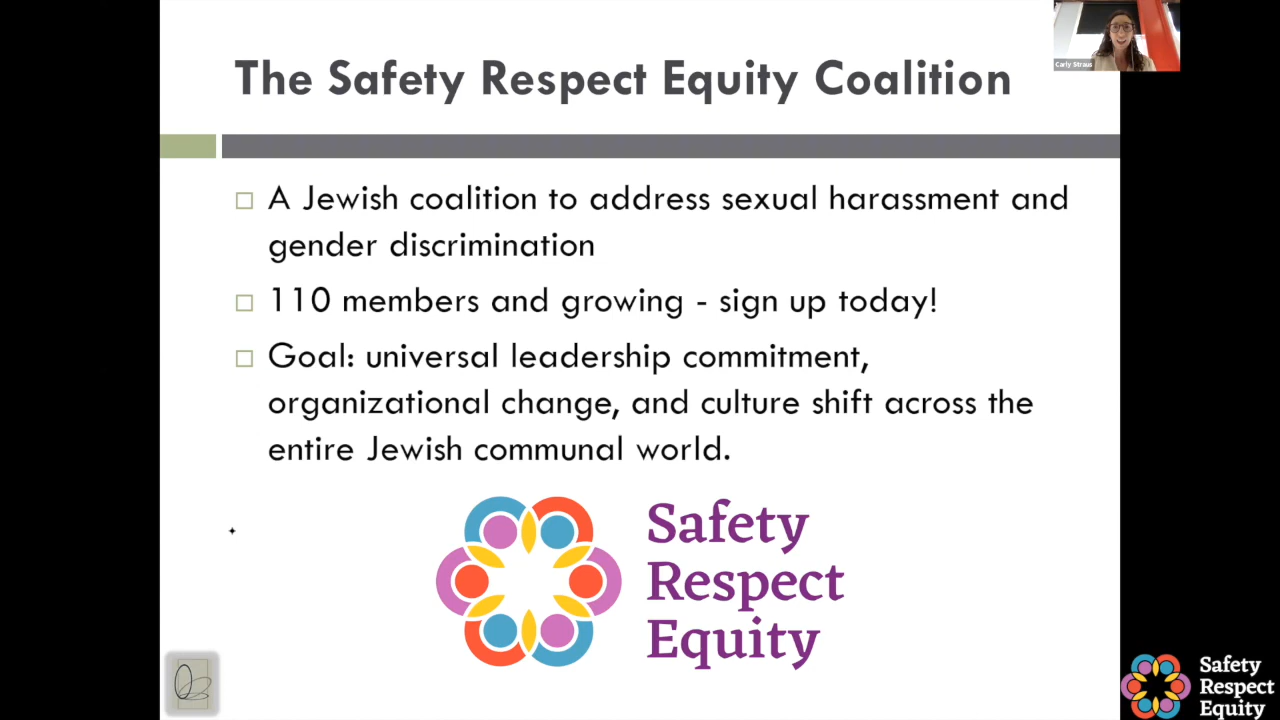 The Safety Respect Equity Coalition
Carly Straus
A Jewish coalition to address sexual harassment and
gender discrimination
110 members and growing - sign up today!
Goal: universal leadership commitment,
organizational change, and culture shift across the
entire Jewish communal world.
Safety
Respect
Equity
Safety
Respect
Equity